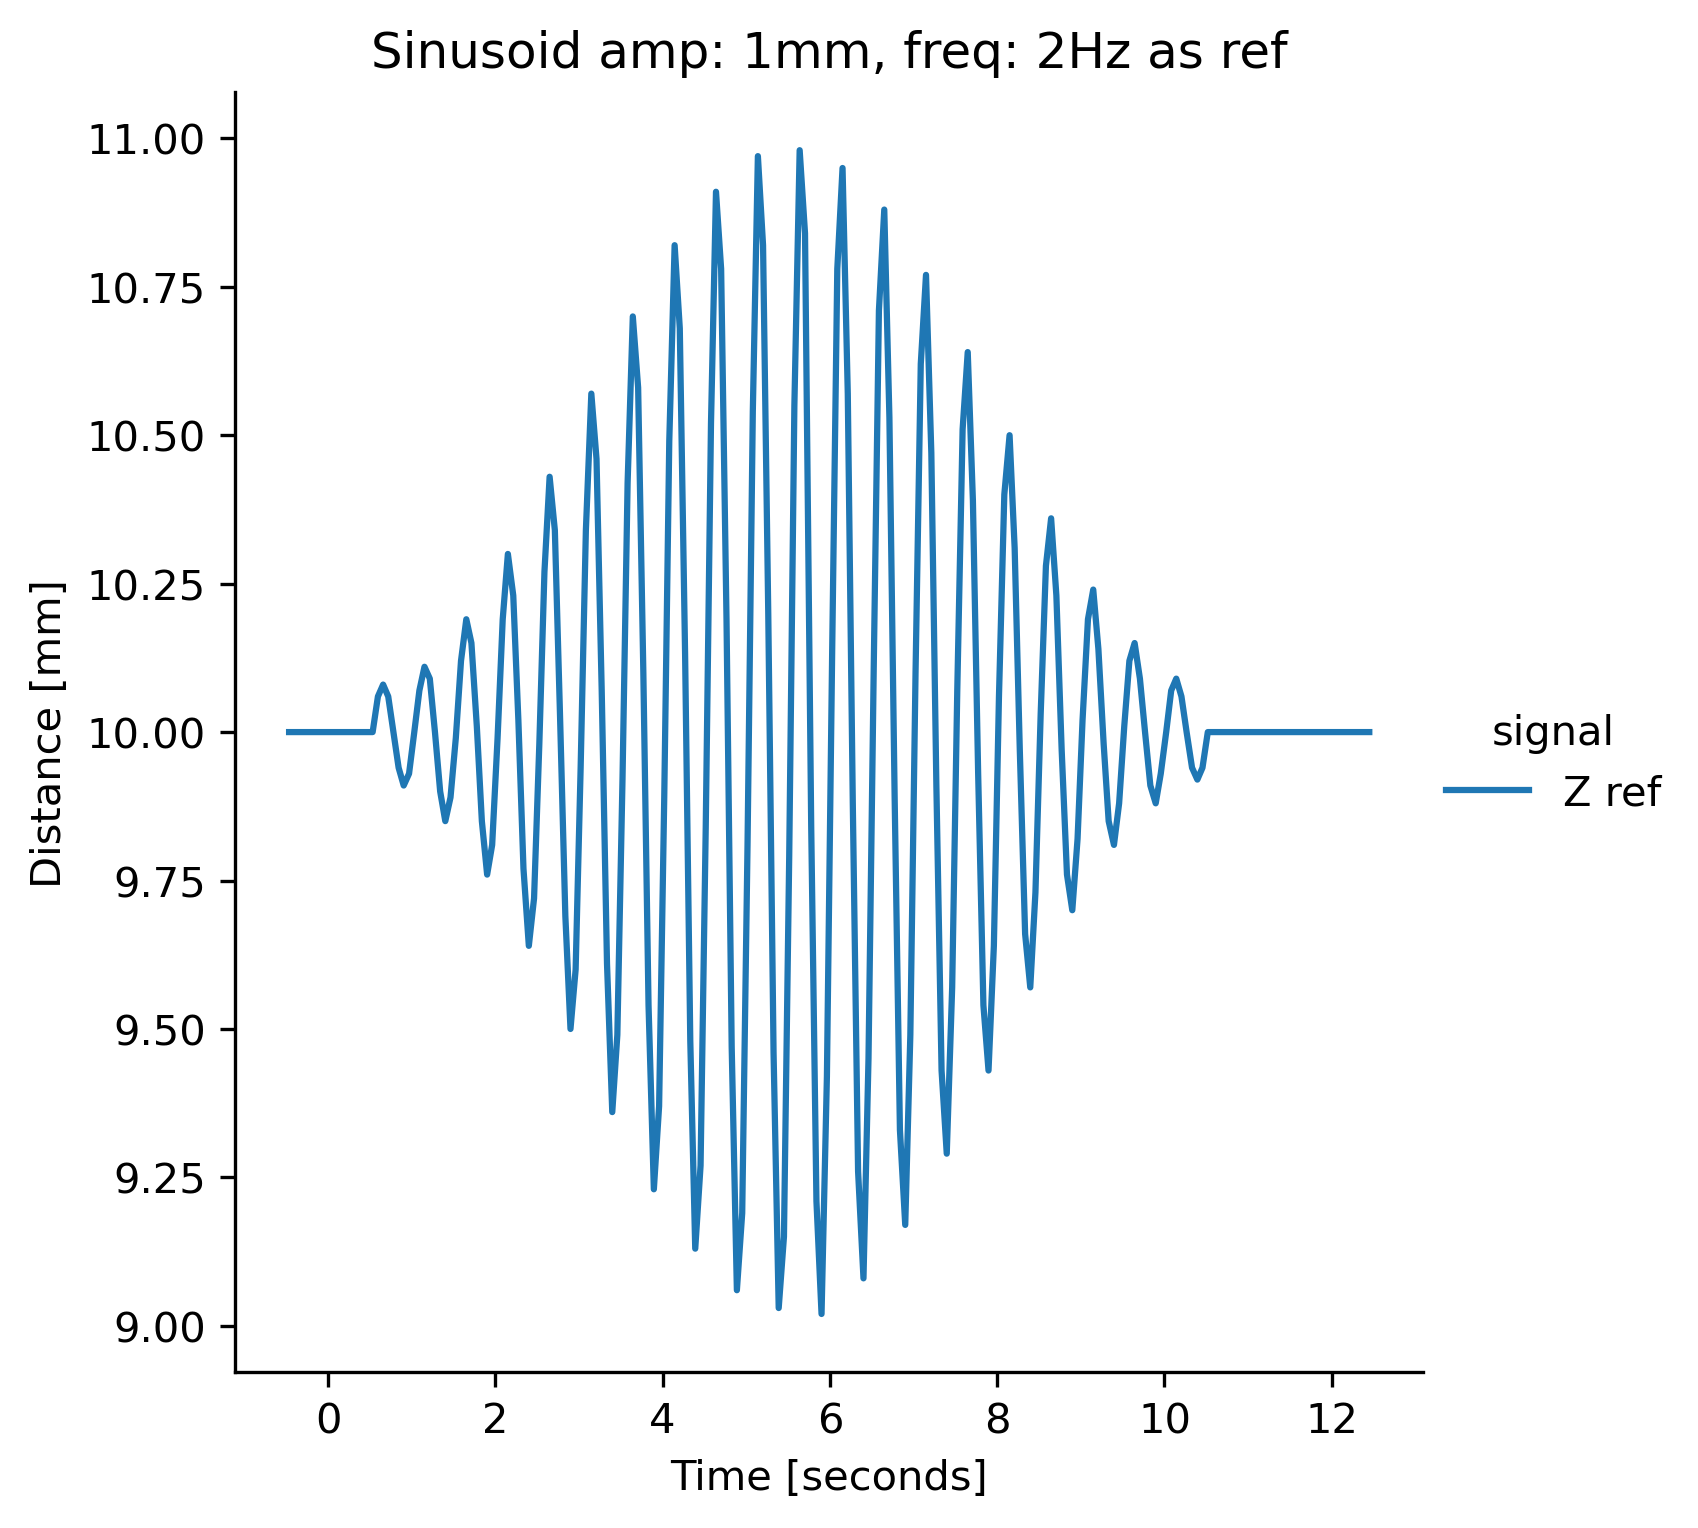 Sinusoid amp: 1mm, freq: 2Hz as ref
11.00
10.75
10.50
10.25
10.00
9.75
9.50
9.25
9.00
Distance [mm]
0 2 4 6 8 10 12
Time [seconds]
signal
Z ref